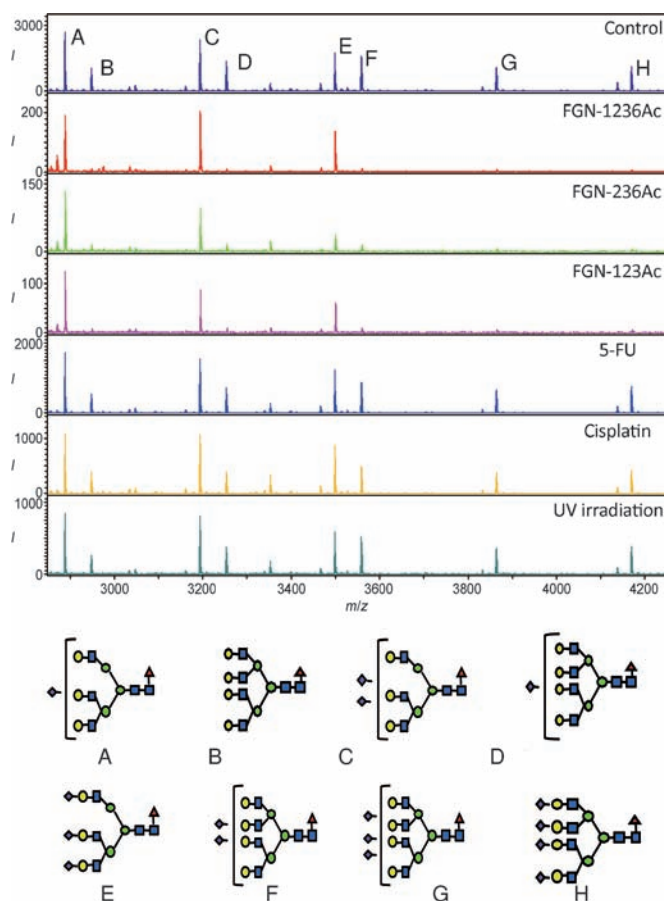 3000
I
0
A
B
C
D
E
F
G
H
Control
200
I
0
FGN-1236Ac
150
I
0
FGN-236Ac
100
I
0
FGN-123Ac
2000
I
0
5-FU
1000
I
0
Cisplatin
1000
I
0
UV irradiation
3000 3200 3400 3600 3800 4000 4200
m/z
A B C D
E F G H